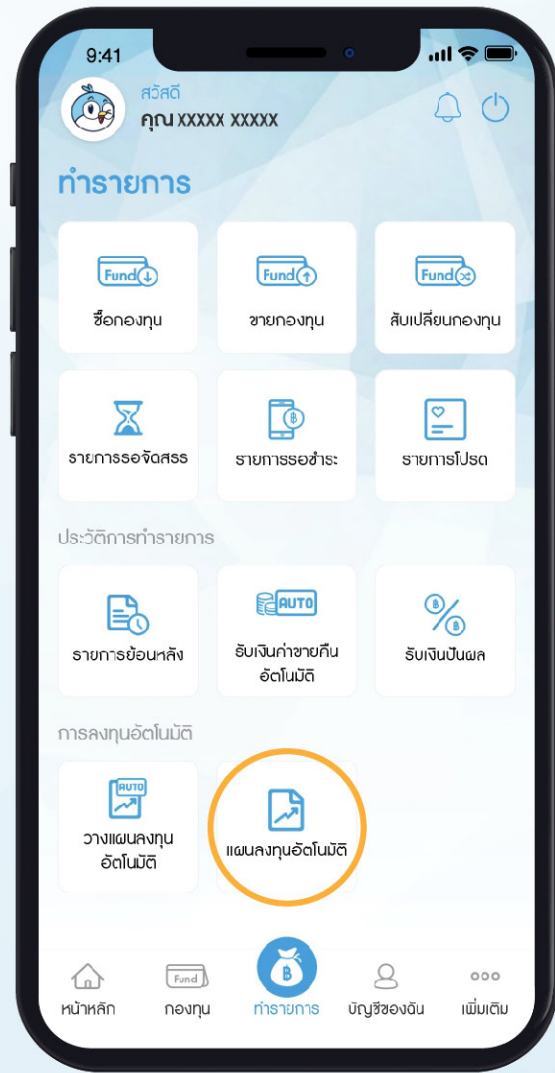 9:41
สวัสดี
คุณ xxxxx xxxxx
ทำรายการ
Fund
Fund
Fund
ซื้อกองทุน
ขายกองทุน
สับเปลี่ยนกองทุน
฿
รายการรอจัดสรร
รายการรอชำระ
รายการโปรด
ประวัติการทำรายการ
AUTO
฿
฿
รายการย้อนหลัง
รับเงินค่าขายคืน
อัตโนมัติ
รับเงินปันผล
การลงทุนอัตโนมัติ
AUTO
วางแผนลงทุน
อัตโนมัติ
แผนลงทุนอัตโนมัติ
Fund
฿
หน้าหลัก
กองทุน
ทำรายการ
บัญชีของฉัน
เพิ่มเติม